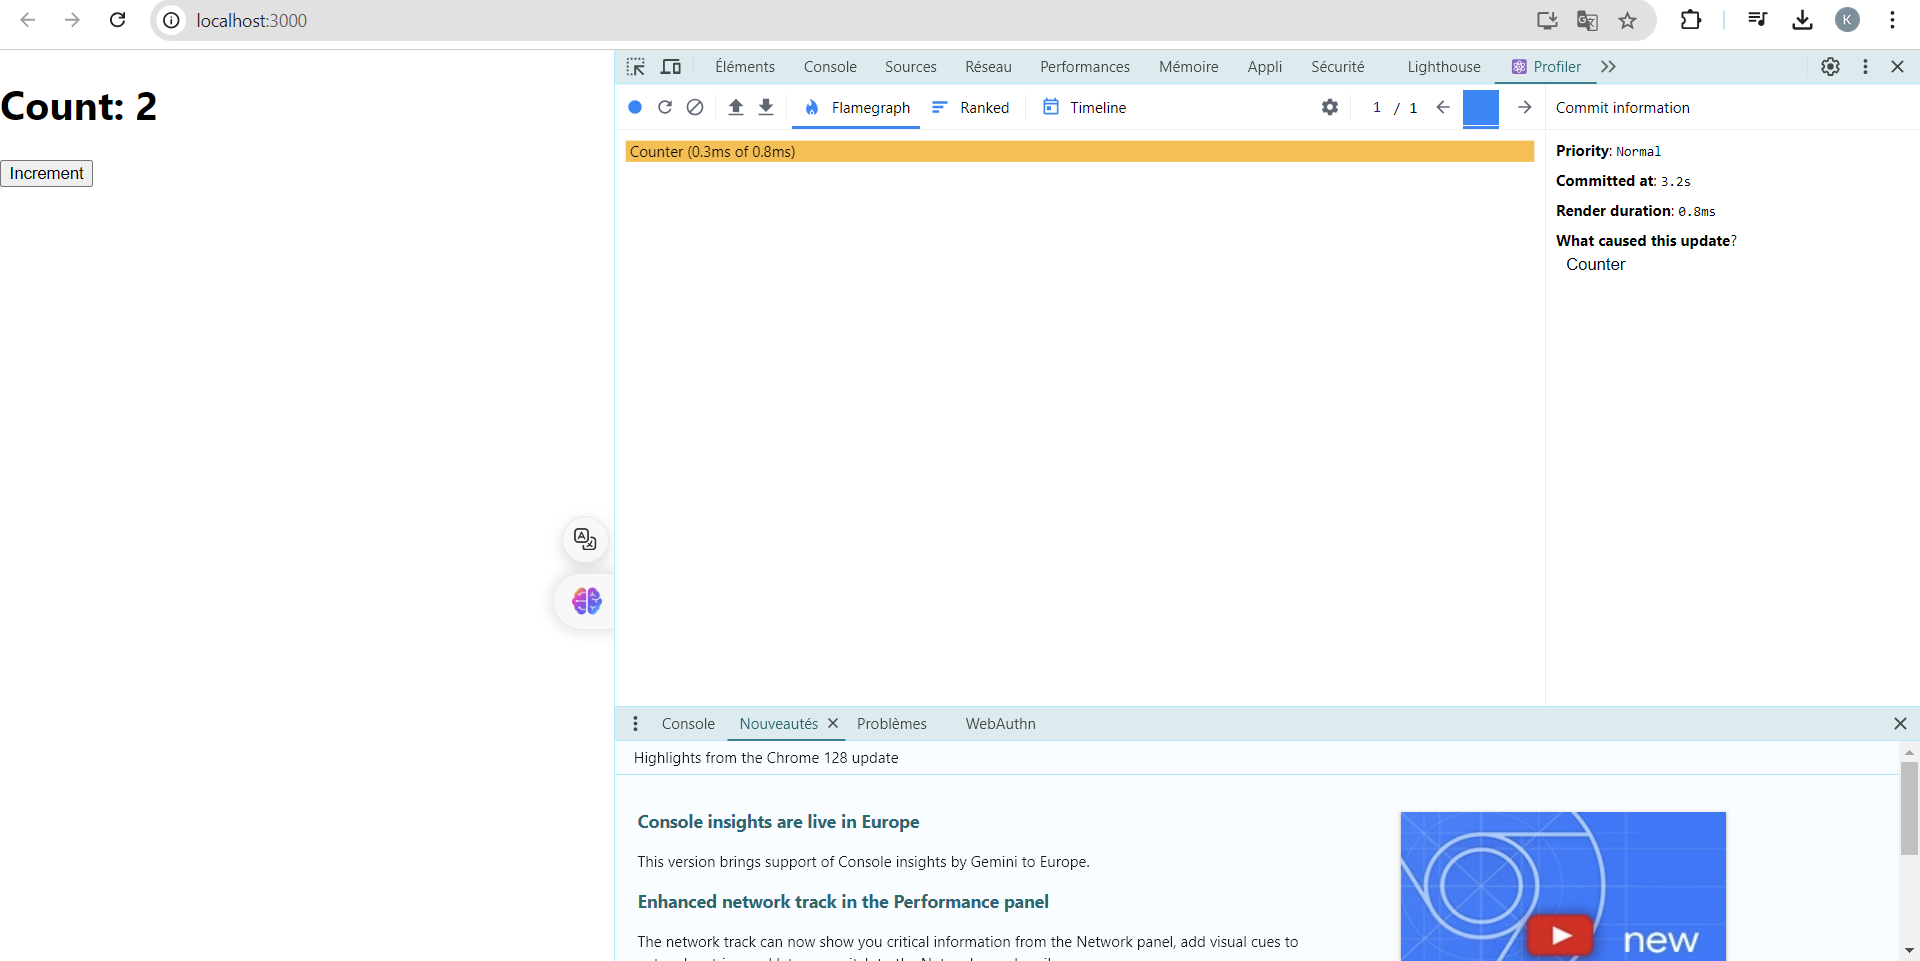 localhost:3000
K
Count: 2
Increment
Éléments Console Sources Réseau Performances Mémoire Appli Sécurité Lighthouse Profiler
Flamegraph Ranked Timeline 1 / 1
Counter (0.3ms of 0.8ms)
Commit information
Priority: Normal
Committed at: 3.2s
Render duration: 0.8ms
What caused this update?
Counter
Console Nouveautés Problèmes WebAuthn
Highlights from the Chrome 128 update
Console insights are live in Europe
This version brings support of Console insights by Gemini to Europe.
Enhanced network track in the Performance panel
The network track can now show you critical information from the Network panel, add visual cues to
new